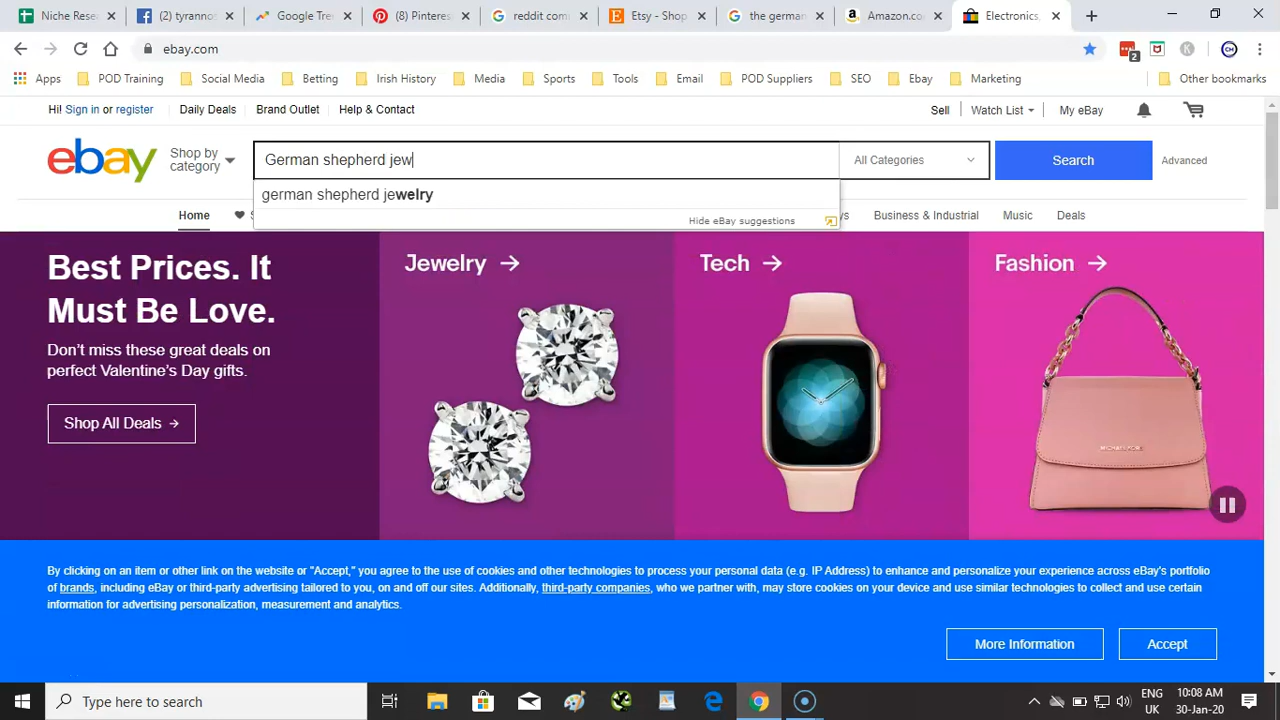 Niche Resea
(2) tyranno
Google Tre
(8) Pinteres
reddit com
Etsy - Shop
the german
Amazon.co
Electronics,
ebay.com
2
K
CH
Apps
POD Training
Social Media
Betting
Irish History
Media
Sports
Tools
Email
POD Suppliers
SEO
Ebay
Marketing
Other bookmarks
Hi! Sign in or register
Daily Deals
Brand Outlet
Help & Contact
Sell
Watch List
My eBay
ebay
Shop by
category
German shepherd jew
All Categories
Search
Advanced
german shepherd jewelry
Hide eBay suggestions
Home
S
ys
Business & Industrial
Music
Deals
Best Prices. It
Must Be Love.
Don't miss these great deals on
perfect Valentine's Day gifts.
Shop All Deals →
Jewelry →
Tech →
Fashion →
MICHAEL KORS
By clicking on an item or other link on the website or "Accept," you agree to the use of cookies and other technologies to process your personal data (e.g. IP Address) to enhance and personalize your experience across eBay's portfolio
of brands, including eBay or third-party advertising tailored to you, on and off our sites. Additionally, third-party companies, who we partner with, may store cookies on your device and use similar technologies to collect and use certain
information for advertising personalization, measurement and analytics.
More Information
Accept
Type here to search
ENG
UK
10:08 AM
30-Jan-20